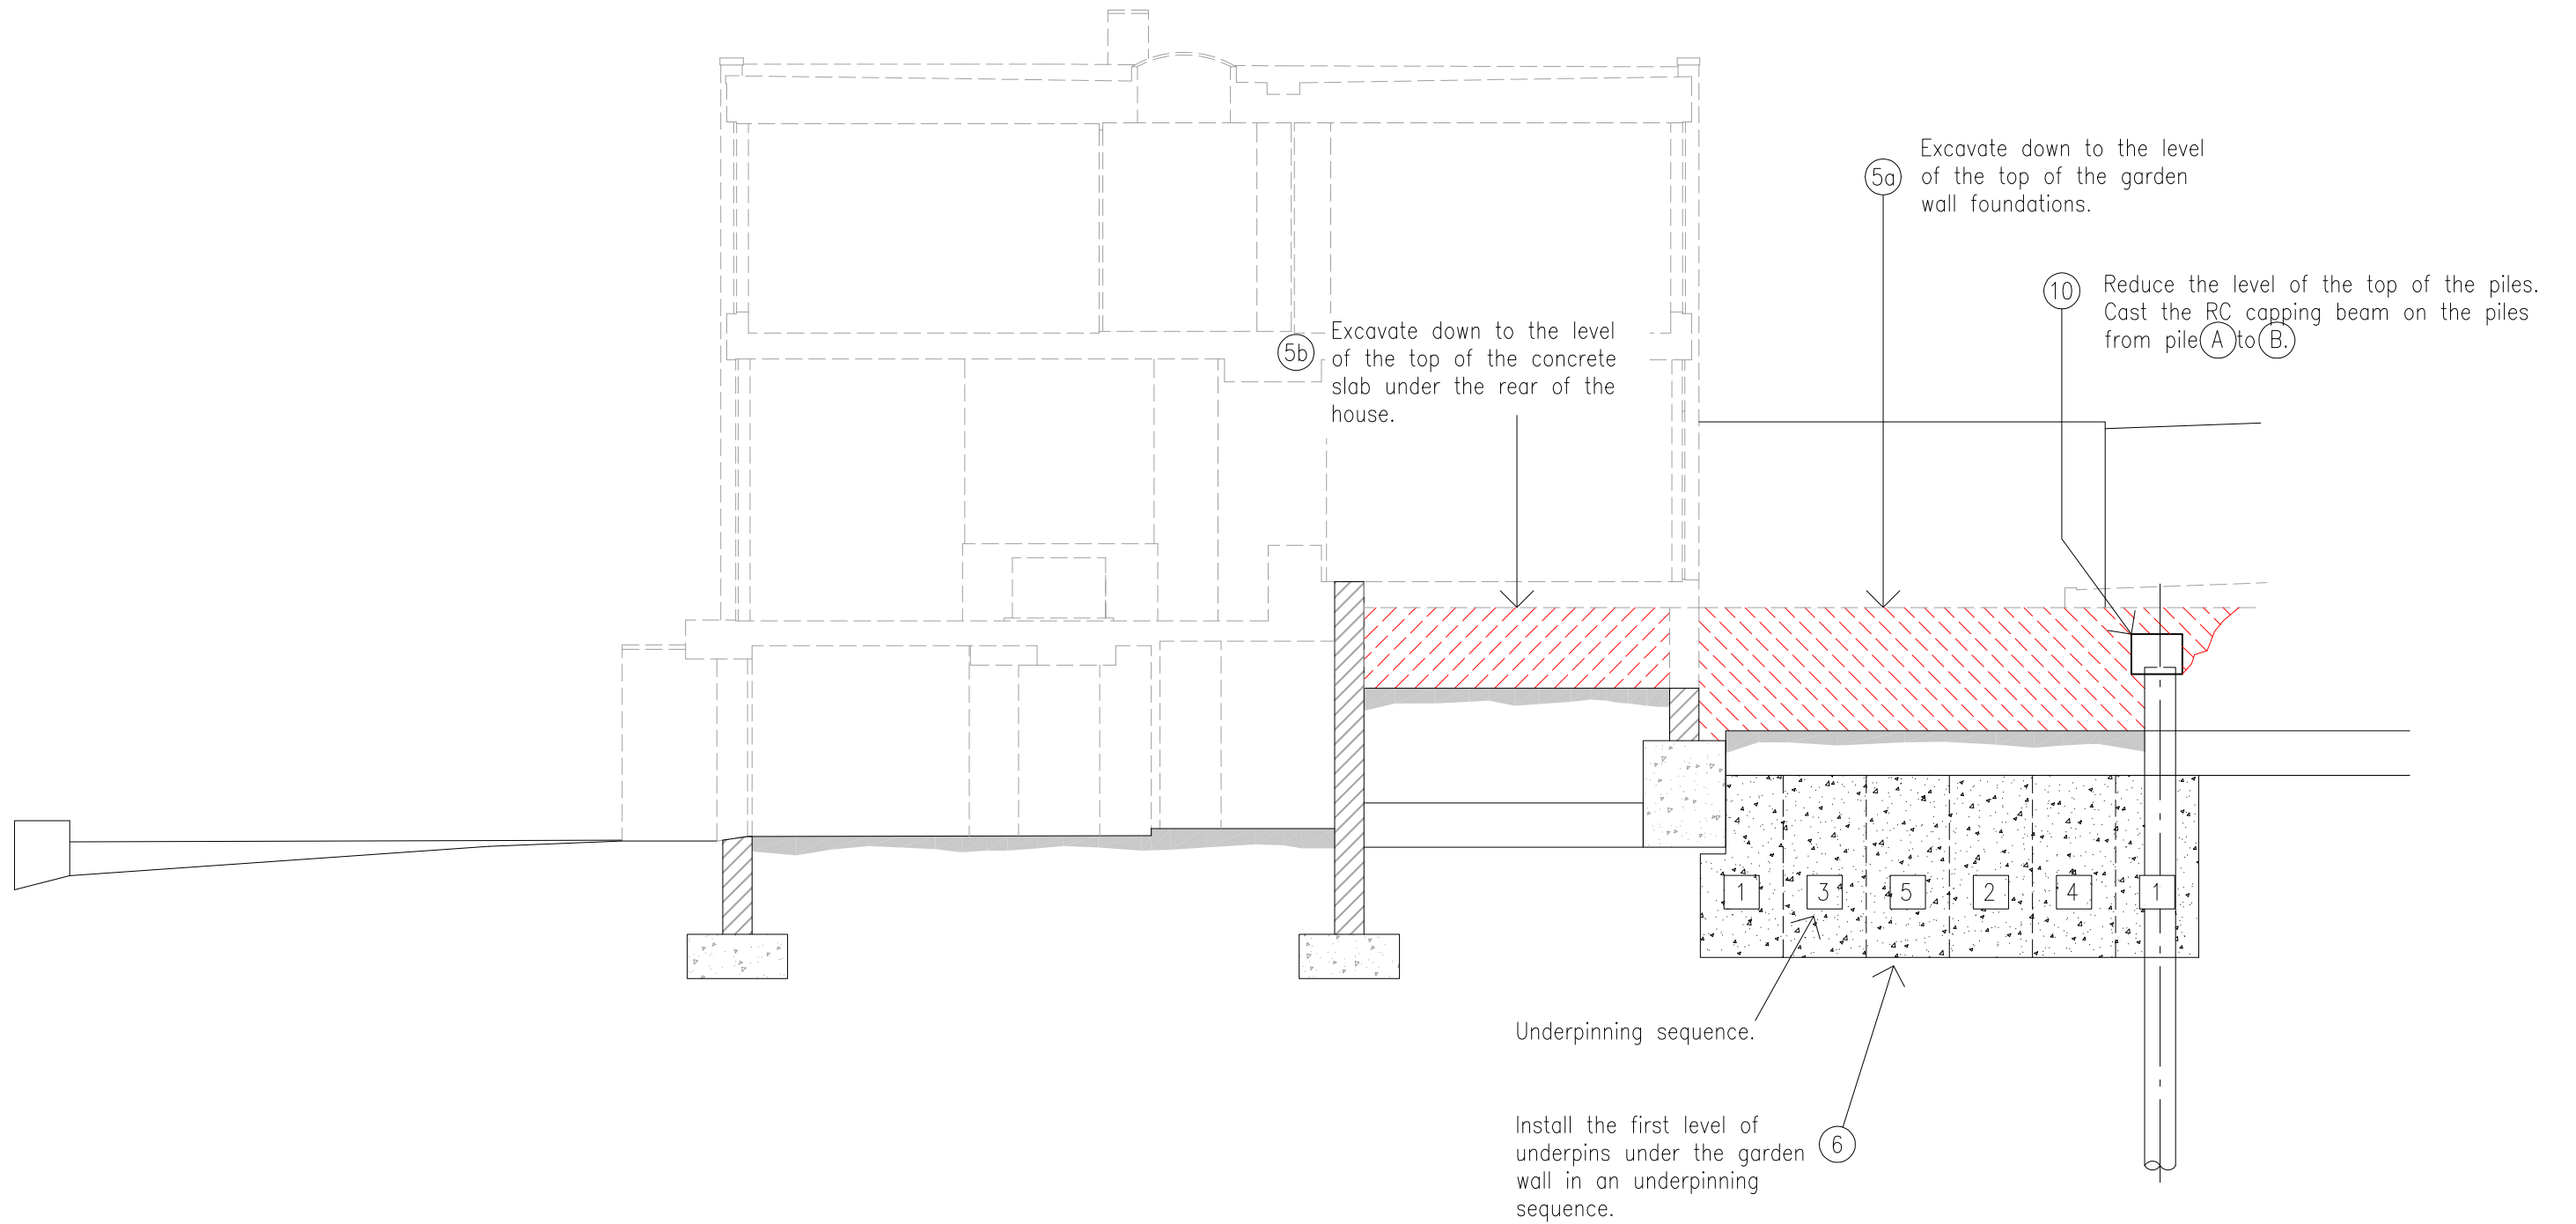 5a
Excavate down to the level
of the top of the garden
wall foundations.
10
Reduce the level of the top of the piles.
Cast the RC capping beam on the piles
from pile A to B.
5b
Excavate down to the level
of the top of the concrete
slab under the rear of the
house.
1 3 5 2 4 1
Underpinning sequence.
Install the first level of
underpins under the garden
wall in an underpinning
sequence.
6